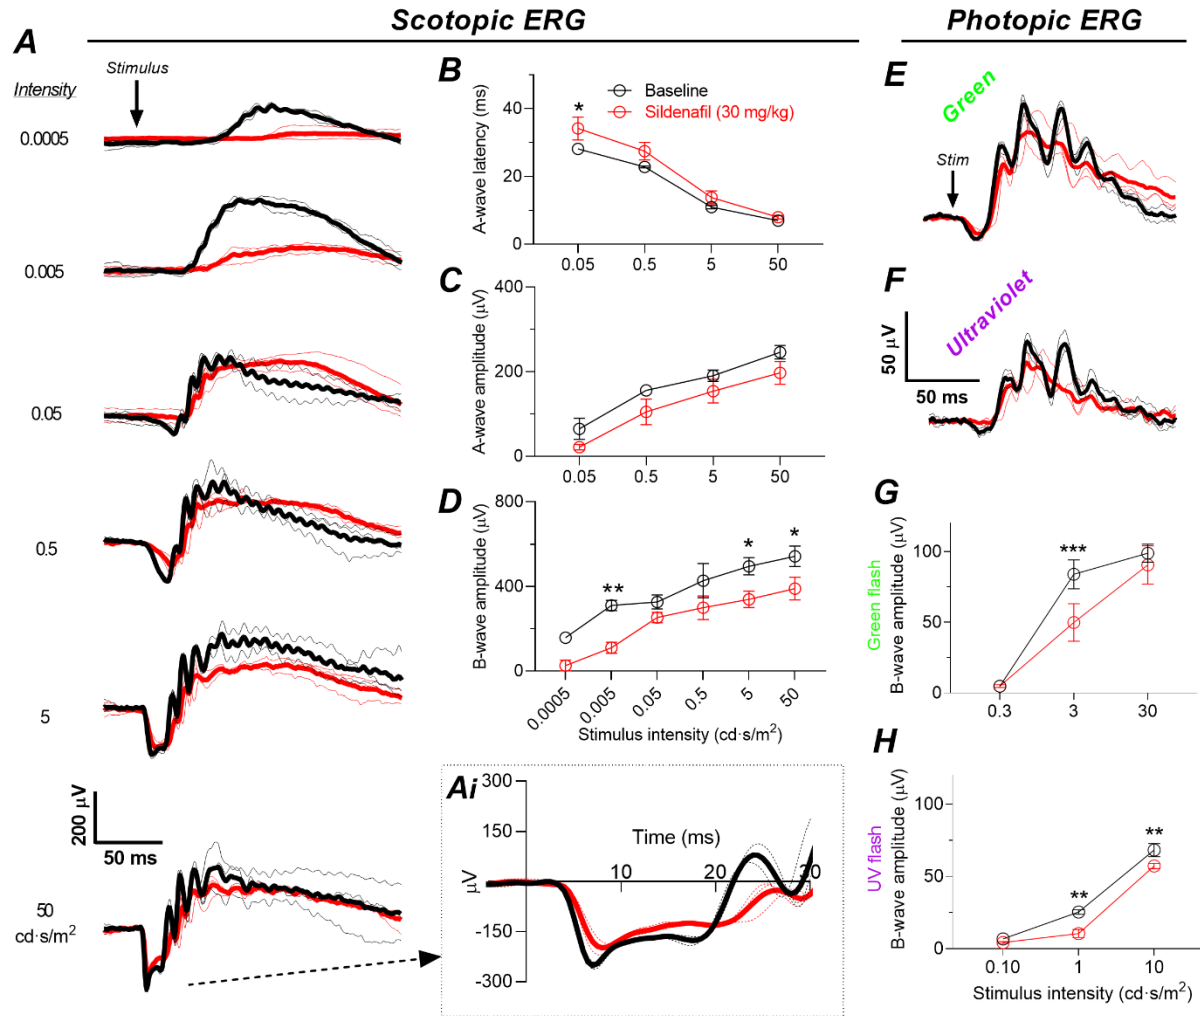 Scotopic ERG
Photopic ERG
A
Intensity
Stimulus
0.0005
0.005
0.05
0.5
5
200 µV
50 ms
50
cd·s/m²
B
Baseline
Sildenafil (30 mg/kg)
A-wave latency (ms)
40
20
0
*
0.05 0.5 5 50
C
A-wave amplitude (µV)
400
200
0
0.05 0.5 5 50
D
B-wave amplitude (µV)
800
400
0
** * *
0.0005 0.005 0.05 0.5 5 50
Stimulus intensity (cd·s/m²)
Ai
µV
300
150
-150
-300
Time (ms)
10 20 30
E
Green
Stim
F
Ultraviolet
50 µV
50 ms
G
Green flash
B-wave amplitude (µV)
100
50
0
***
0.3 3 30
H
UV flash
B-wave amplitude (µV)
100
50
0
** **
0.10 1 10
Stimulus intensity (cd·s/m²)